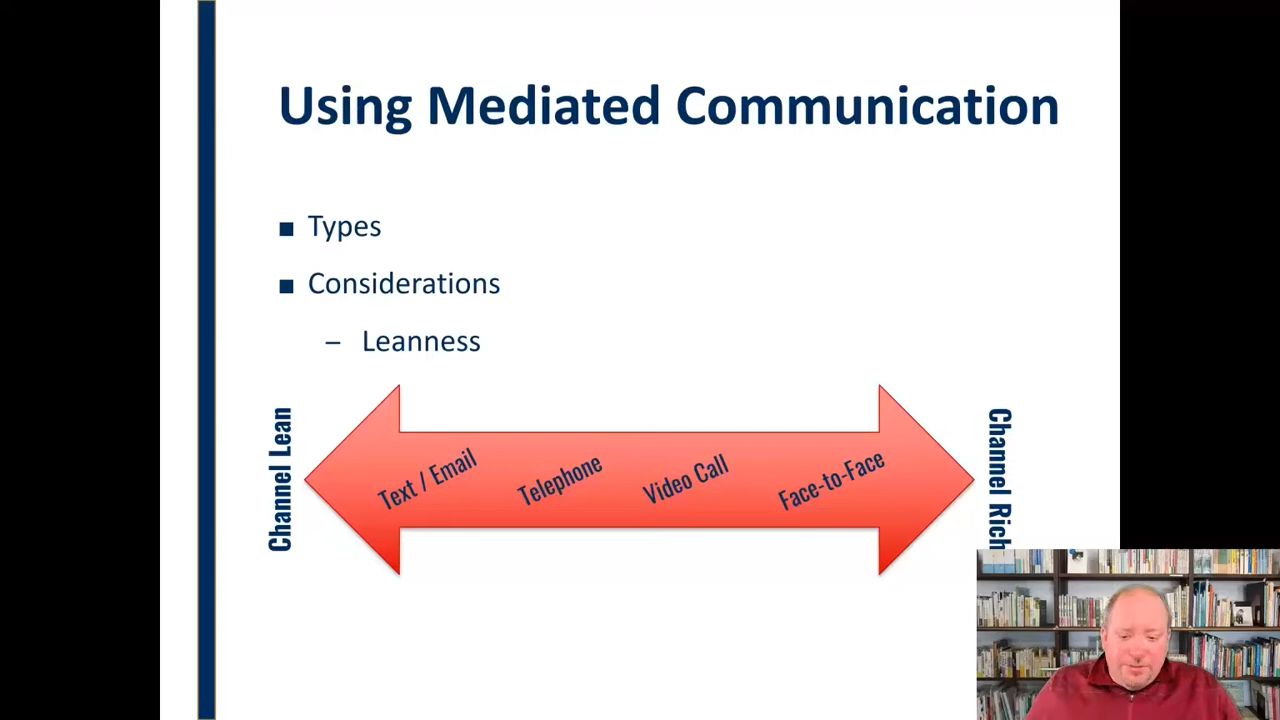 Using Mediated Communication
■ Types
■ Considerations
– Leanness
Channel Lean
Text / Email
Telephone
Video Call
Face-to-Face
Channel Rich